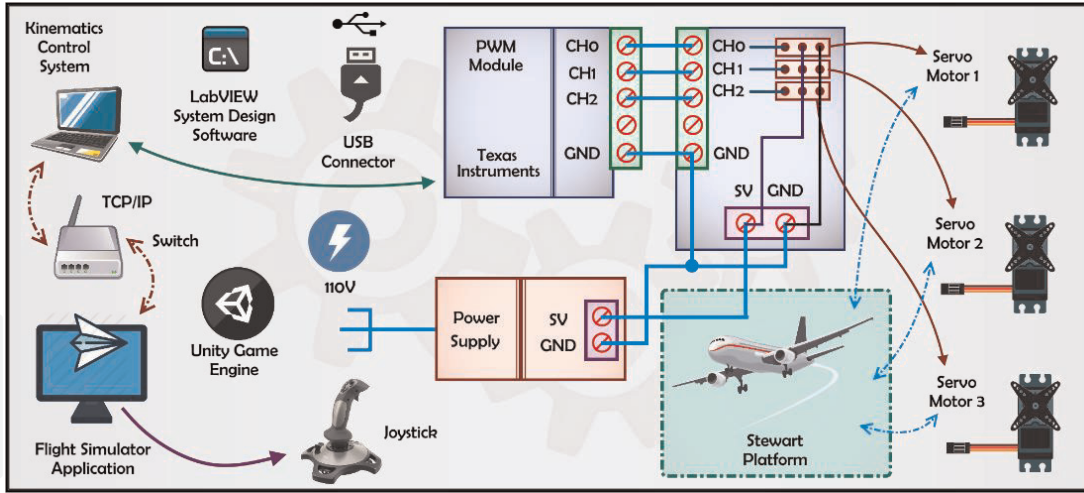 Kinematics
Control
System
C:\
LabVIEW
System Design
Software
USB
Connector
PWM
Module
Texas
Instruments
CH0
CH1
CH2
GND
CH0
CH1
CH2
GND
SV
GND
Servo
Motor 1
Servo
Motor 2
Servo
Motor 3
TCP/IP
Switch
110V
Unity Game
Engine
Power
Supply
SV
GND
Flight Simulator
Application
Joystick
Stewart
Platform